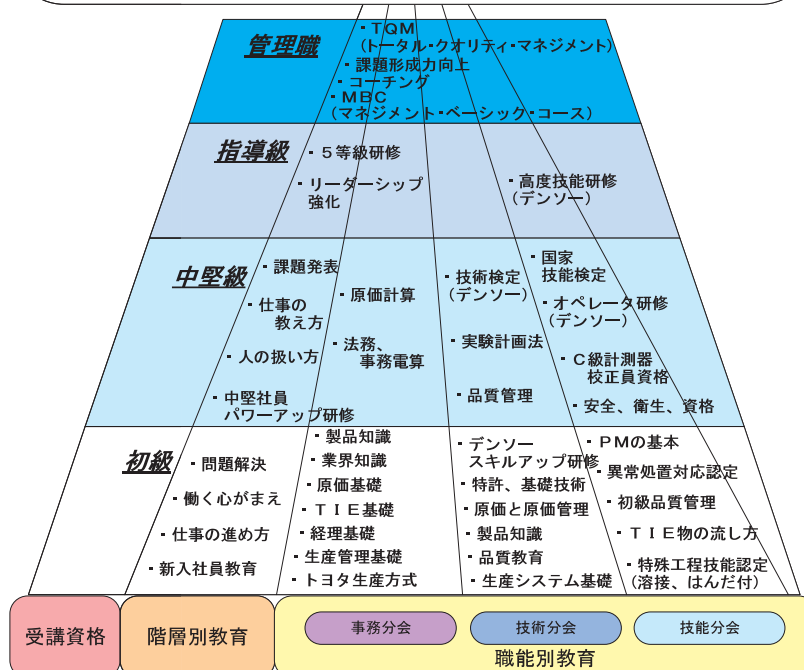 管理職
・TQM
(トータル・クオリティ・マネジメント)
・課題形成力向上
・コーチング
・MBC
(マネジメント・ベーシック・コース)
指導級
・5等級研修
・リーダーシップ
強化
・高度技能研修
(デンソー)
中堅級
・課題発表
・仕事の
教え方
・人の扱い方
・中堅社員
パワーアップ研修
・原価計算
・法務、
事務電算
・技術検定
(デンソー)
・実験計画法
・品質管理
・国家
技能検定
・オペレータ研修
(デンソー)
・C級計測器
校正員資格
・安全、衛生、資格
初級
・問題解決
・働く心がまえ
・仕事の進め方
・新入社員教育
・製品知識
・業界知識
・原価基礎
・TIE基礎
・経理基礎
・生産管理基礎
・トヨタ生産方式
・デンソー
スキルアップ研修
・特許、基礎技術
・原価と原価管理
・製品知識
・品質教育
・生産システム基礎
・PMの基本
・異常処置対応認定
・初級品質管理
・TIE物の流し方
・特殊工程技能認定
(溶接、はんだ付)
受講資格
階層別教育
事務分会
技術分会
技能分会
職能別教育